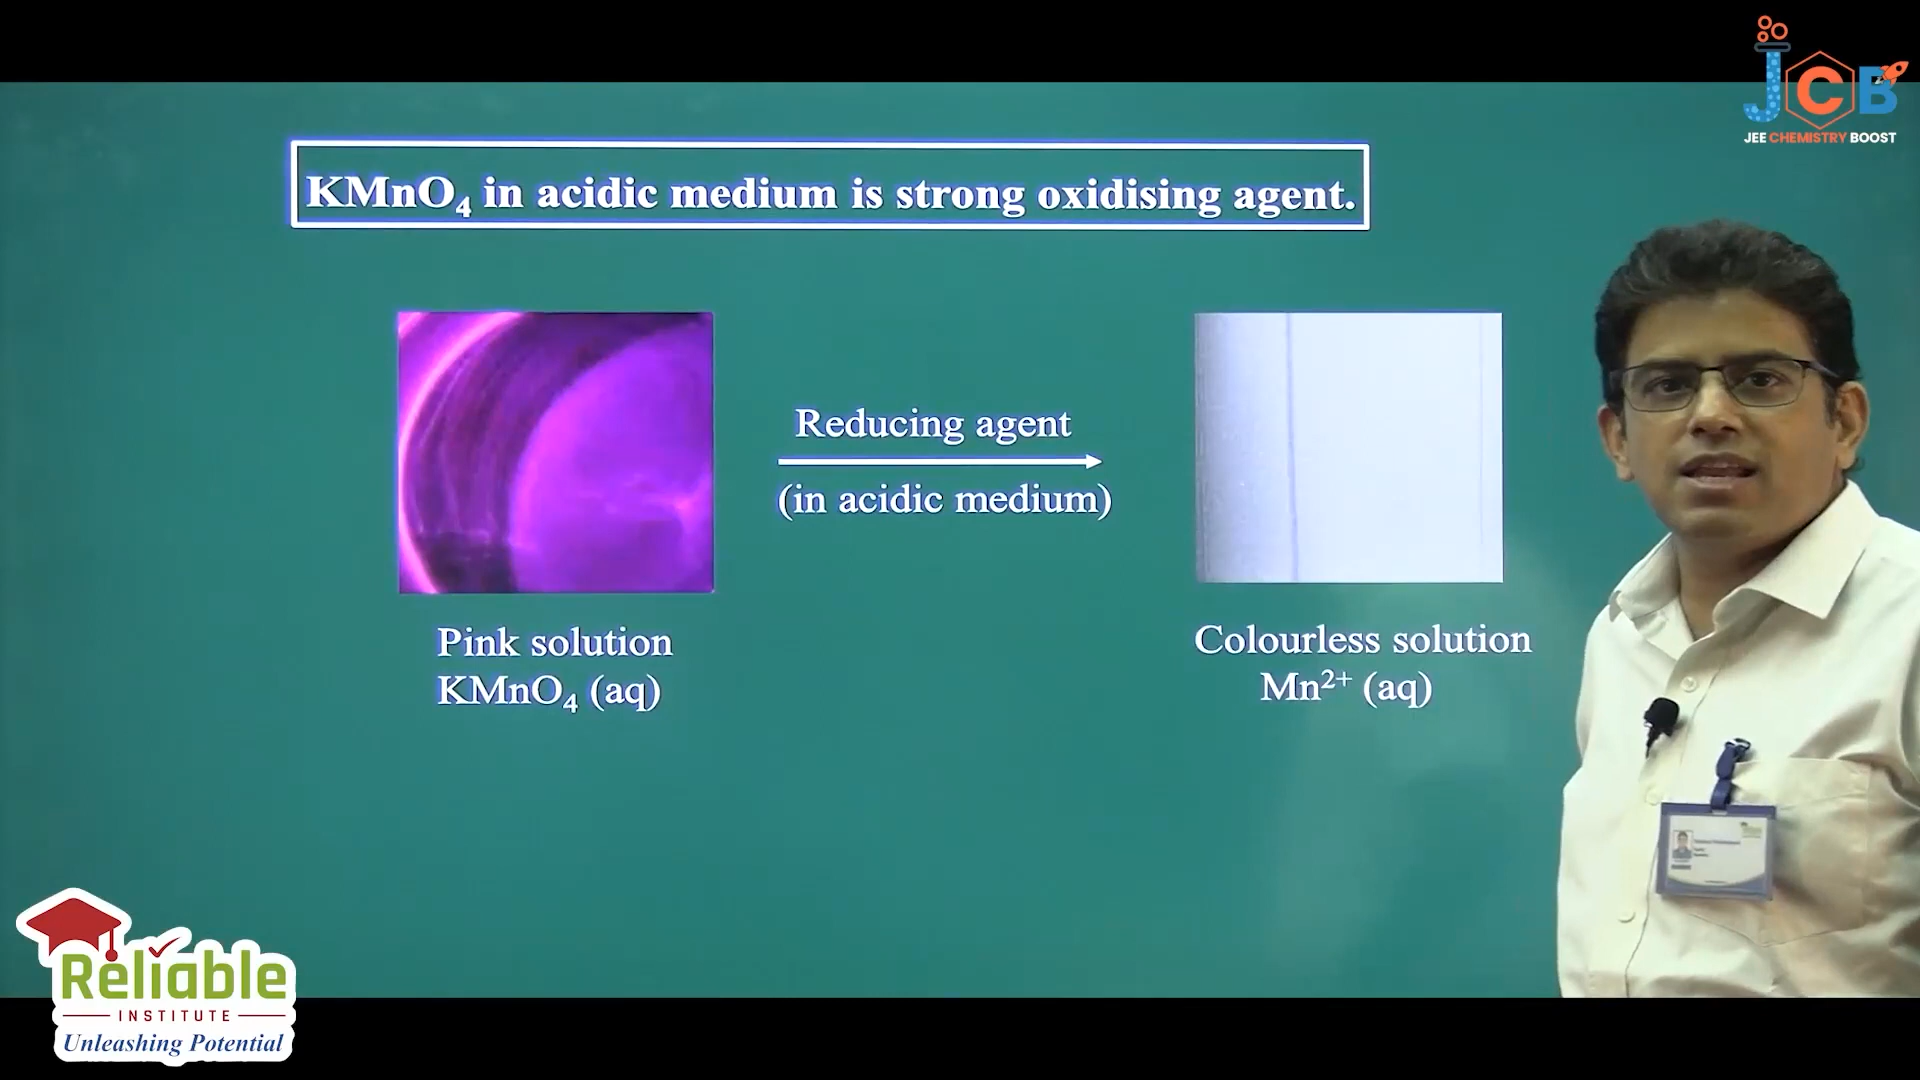 JCB
JEE CHEMISTRY BOOST
KMnO₄ in acidic medium is strong oxidising agent.
Reducing agent
(in acidic medium)
Pink solution
KMnO₄ (aq)
Colourless solution
Mn²⁺ (aq)
Reliable
INSTITUTE
Unleashing Potential